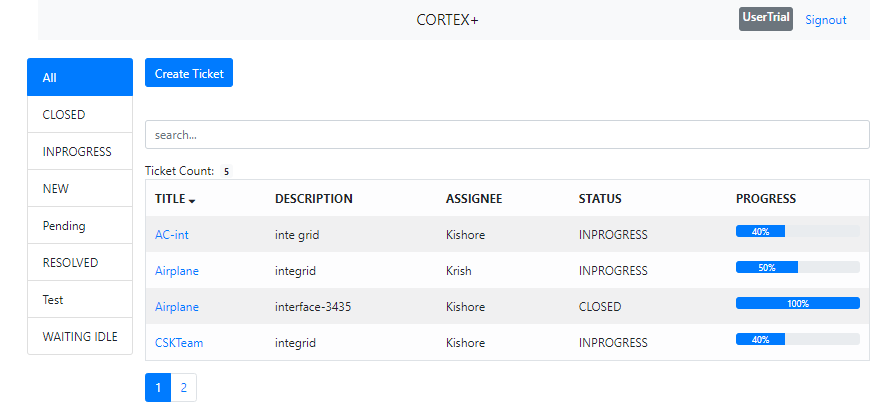 CORTEX+ UserTrial Signout
All
CLOSED
INPROGRESS
NEW
Pending
RESOLVED
Test
WAITING IDLE
Create Ticket
search...
Ticket Count: 5
TITLE DESCRIPTION ASSIGNEE STATUS PROGRESS
AC-int inte grid Kishore INPROGRESS 40%
Airplane integrid Krish INPROGRESS 50%
Airplane interface-3435 Kishore CLOSED 100%
CSKTeam integrid Kishore INPROGRESS 40%
1 2